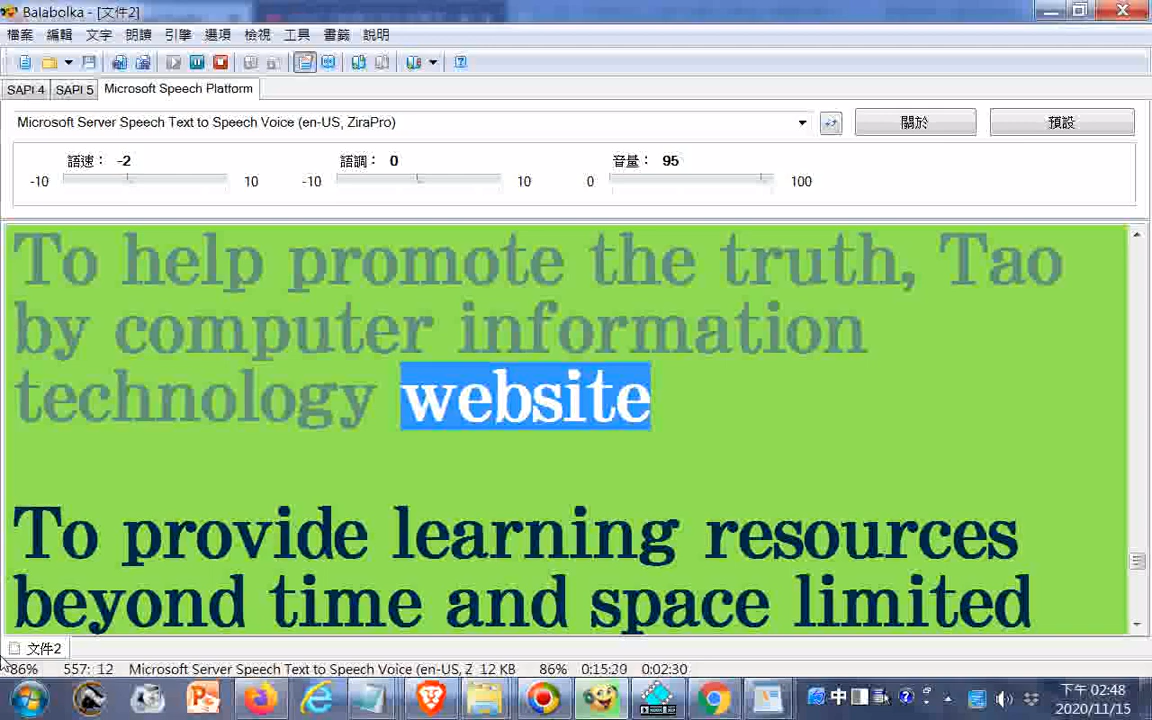 Balabolka - [文件2]
檔案 編輯 文字 朗讀 引擎 選項 檢視 工具 書籤 說明
SAPI 4 SAPI 5 Microsoft Speech Platform
Microsoft Server Speech Text to Speech Voice (en-US, ZiraPro) 關於 預設
語速： -2 語調： 0 音量： 95
-10 10 -10 10 0 100
To help promote the truth, Tao
by computer information
technology website
To provide learning resources
beyond time and space limited
文件2
86% 557: 12 Microsoft Server Speech Text to Speech Voice (en-US, Z 12 KB 86% 0:15:39 0:02:30
中 下午 02:48
2020/11/15